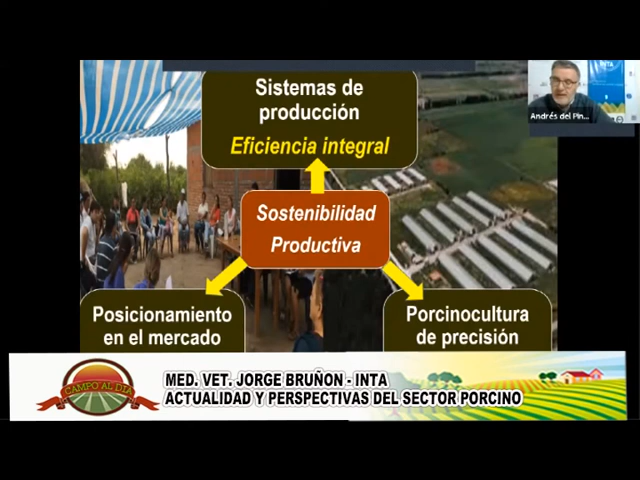 Sistemas de
producción
Eficiencia integral
INTA
Andrés del Pin...
Sostenibilidad
Productiva
Posicionamiento
en el mercado
Porcinocultura
de precisión
CAMPO AL DIA
MED. VET. JORGE BRUÑON - INTA
ACTUALIDAD Y PERSPECTIVAS DEL SECTOR PORCINO